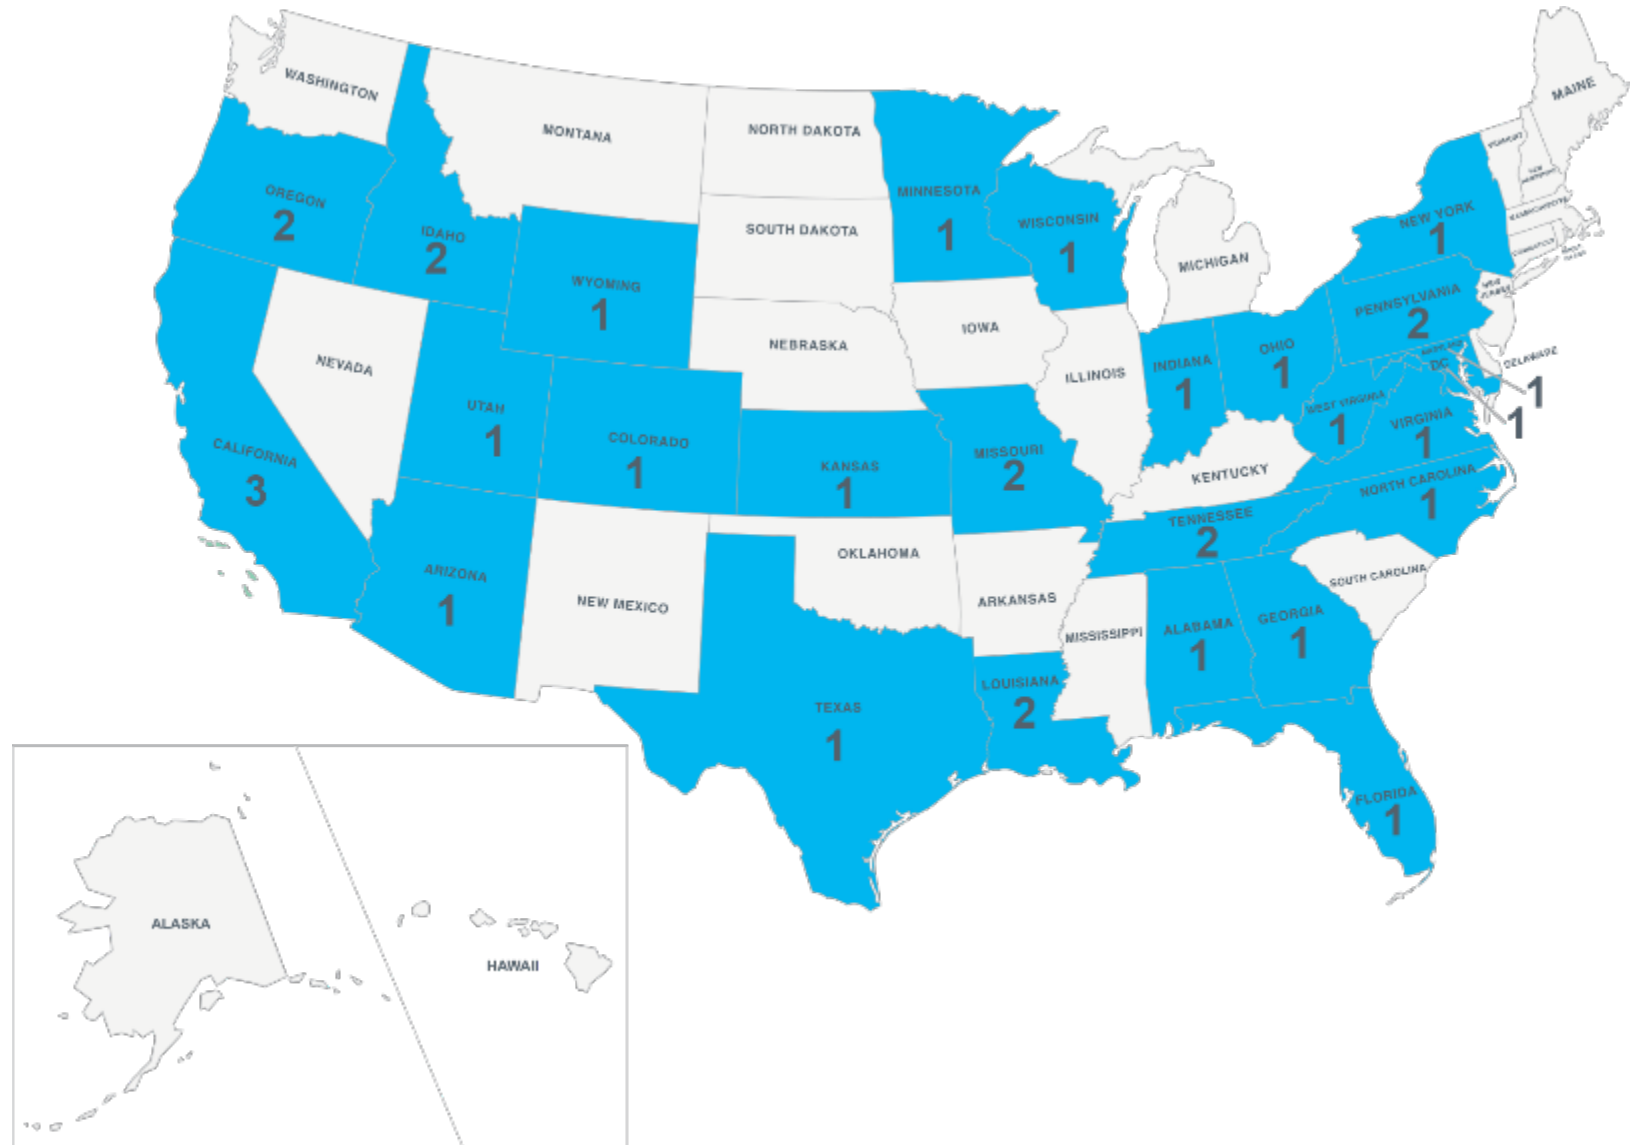 WASHINGTON
MONTANA
NORTH DAKOTA
MINNESOTA
1
WISCONSIN
1
MICHIGAN
MAINE
VERMONT
NEW YORK
1
OREGON
2
IDAHO
2
WYOMING
1
SOUTH DAKOTA
NEBRASKA
IOWA
ILLINOIS
INDIANA
1
OHIO
1
PENNSYLVANIA
2
DELAWARE
DC
1
1
NEVADA
UTAH
1
COLORADO
1
KANSAS
1
MISSOURI
2
KENTUCKY
WEST VIRGINIA
1
VIRGINIA
1
CALIFORNIA
3
ARIZONA
1
NEW MEXICO
OKLAHOMA
ARKANSAS
TENNESSEE
2
NORTH CAROLINA
1
SOUTH CAROLINA
MISSISSIPPI
ALABAMA
1
GEORGIA
1
TEXAS
1
LOUISIANA
2
FLORIDA
1
ALASKA
HAWAII